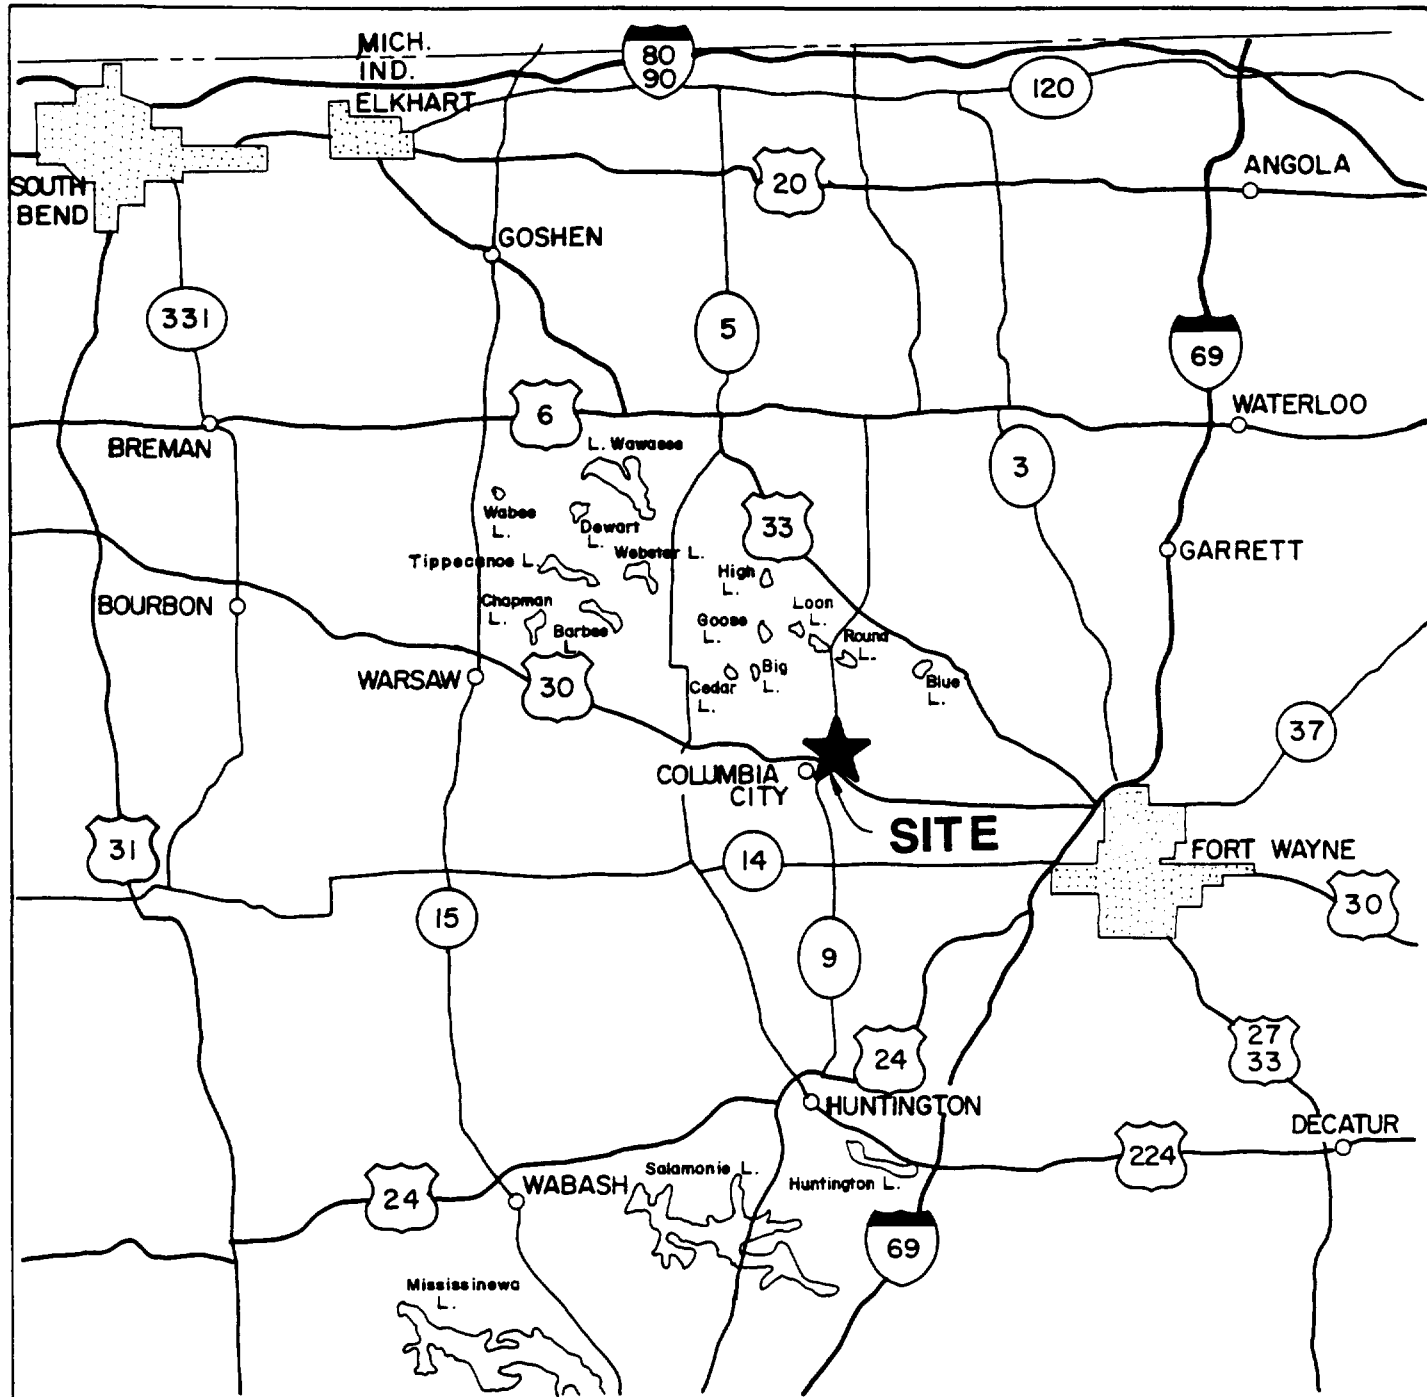 MICH.
IND.
80
90
120
ELKHART
20
ANGOLA
SOUTH
BEND
GOSHEN
331
5
69
6
WATERLOO
BREMAN
L. Wawasee
3
Wabee
L.
Dewart
L.
33
Webster L.
GARRETT
Tippecanoe L.
High
L.
BOURBON
Chapman
L.
Barbee
L.
Goose
L.
Loon
L.
Round
L.
WARSAW
30
Cedar
L.
Big
L.
Blue
L.
37
COLUMBIA
CITY
SITE
31
14
FORT WAYNE
15
30
9
24
27
33
HUNTINGTON
DECATUR
224
24
WABASH
Salamonie L.
Huntington L.
69
Mississinewa
L.